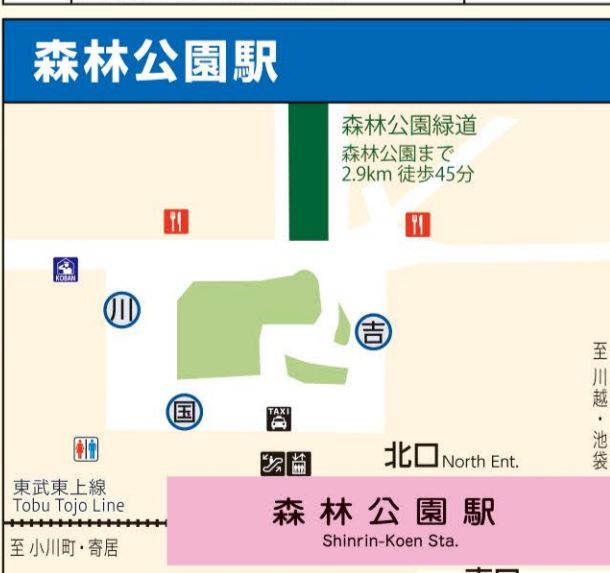 森林公園駅
森林公園緑道
森林公園まで
2.9km 徒歩45分
KOBAN
川
吉
国
TAXI
至川越・池袋
北口 North Ent.
東武東上線
Tobu Tojo Line
森林公園駅
Shinrin-Koen Sta.
至 小川町・寄居